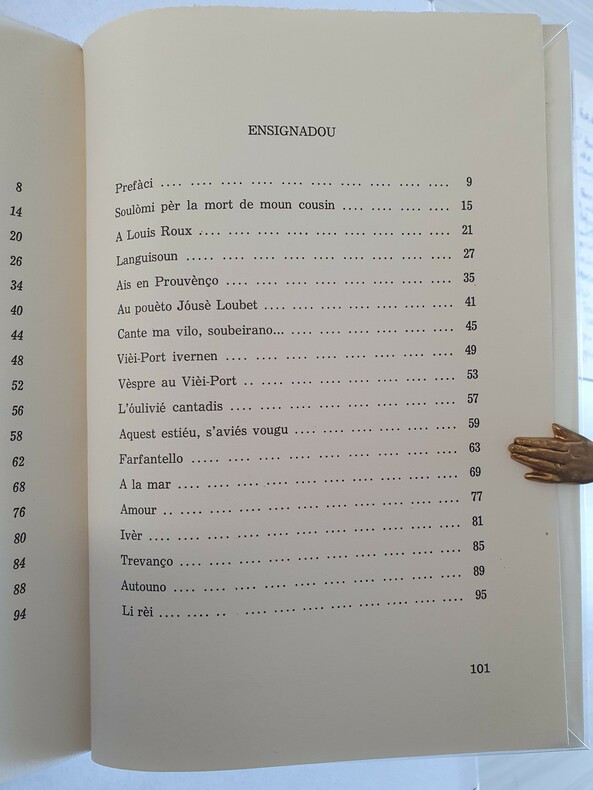 8
14
20
26
34
40
44
48
52
56
58
62
68
76
80
84
88
94
ENSIGNADOU
Prefàci .... .... .... .... .... .... .... .... .... .... 9
Soulòmi pèr la mort de moun cousin .... .... .... .... 15
A Louis Roux .... .... .... .... .... .... .... .... .... 21
Languisoun ..... .... .... .... .... .... .... .... .... 27
Ais en Prouvènço .... .... .... .... .... .... .... .... 35
Au pouèto Jóusè Loubet .... .... .... .... .... .... .... 41
Cante ma vilo, soubeirano... .... .... .... .... .... .... 45
Vièi-Port ivernen .... .... .... .... .... .... .... .... 49
Vèspre au Vièi-Port .. .... .... .... .... .... .... .... 53
L'óulivié cantadis .... .... .... .... .... .... .... .... 57
Aquest estiéu, s'aviés vougu .... .... .... .... .... .... 59
Farfantello ..... .... .... .... .... .... .... .... .... 63
A la mar .... .... .... .... .... .... .... .... .... .... 69
Amour .. .... .... .... .... .... .... .... .... .... .... 77
Ivèr .... .... .... .... .... .... .... .... .... .... .... 81
Trevanço .... .... .... .... .... .... .... .... .... .... 85
Autouno .... .... .... .... .... .... .... .... .... .... 89
Li rèi .... .... .. .... .... .... .... .... .... .... 95
101